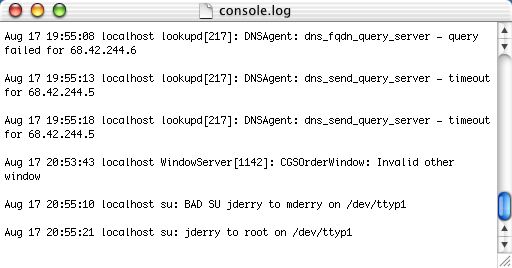 console.log
Aug 17 19:55:08 localhost lookupd[217]: DNSAgent: dns_fqdn_query_server - query
failed for 68.42.244.6
Aug 17 19:55:13 localhost lookupd[217]: DNSAgent: dns_send_query_server - timeout
for 68.42.244.5
Aug 17 19:55:18 localhost lookupd[217]: DNSAgent: dns_send_query_server - timeout
for 68.42.244.5
Aug 17 20:53:43 localhost WindowServer[1142]: CGSOrderWindow: Invalid other
window
Aug 17 20:55:10 localhost su: BAD SU jderry to mderry on /dev/ttyp1
Aug 17 20:55:21 localhost su: jderry to root on /dev/ttyp1